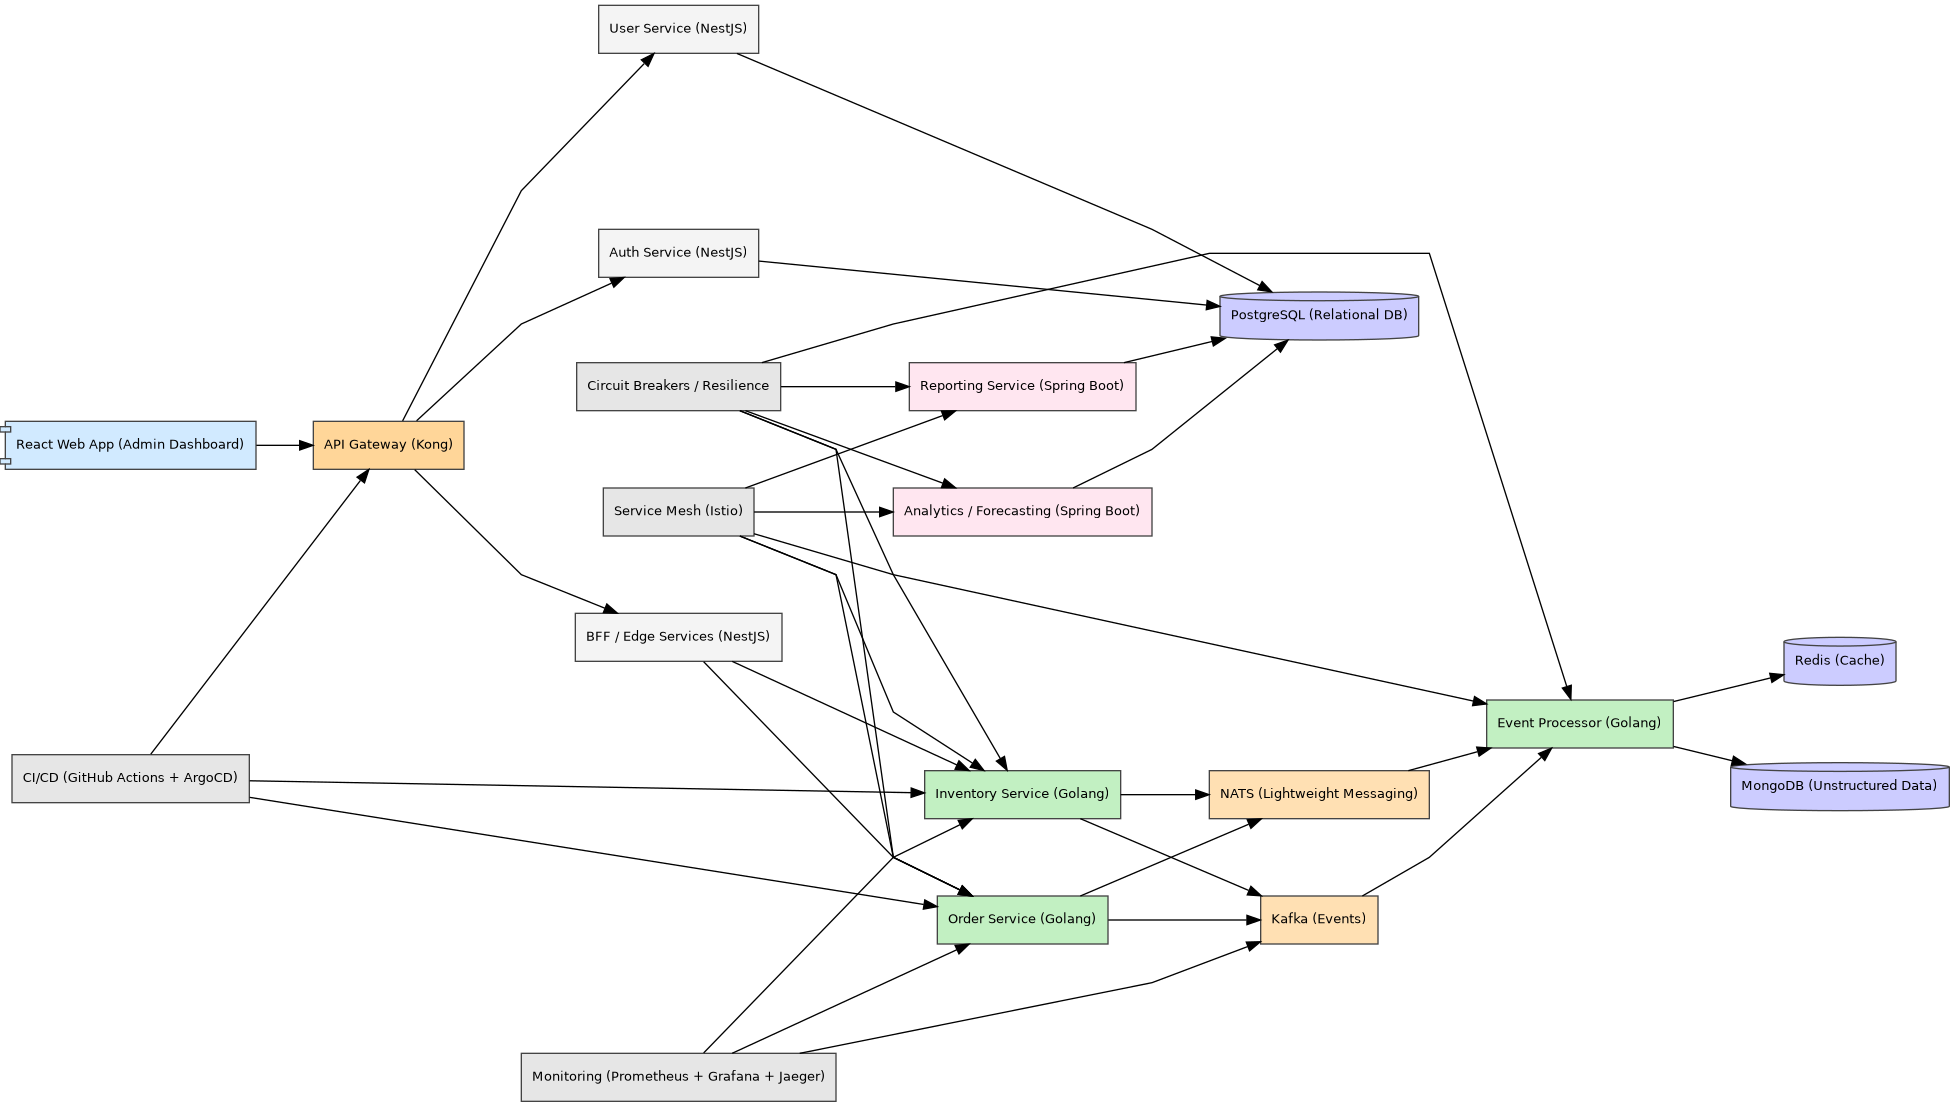 User Service (NestJS)
Auth Service (NestJS)
PostgreSQL (Relational DB)
Circuit Breakers / Resilience
Reporting Service (Spring Boot)
React Web App (Admin Dashboard)
API Gateway (Kong)
Service Mesh (Istio)
Analytics / Forecasting (Spring Boot)
BFF / Edge Services (NestJS)
Redis (Cache)
Event Processor (Golang)
CI/CD (GitHub Actions + ArgoCD)
Inventory Service (Golang)
NATS (Lightweight Messaging)
MongoDB (Unstructured Data)
Order Service (Golang)
Kafka (Events)
Monitoring (Prometheus + Grafana + Jaeger)